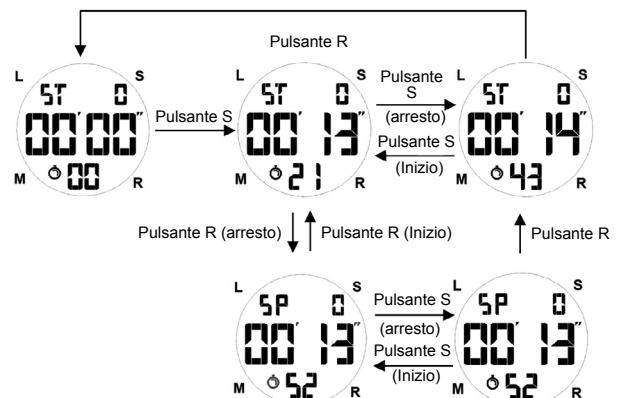 Pulsante R
L S
ST 0
00' 00"
00
M R
Pulsante S
L S
ST 0
00' 13"
21
M R
Pulsante
S
(arresto)
Pulsante S
(Inizio)
L S
ST 0
00' 14"
43
M R
Pulsante R (arresto)
Pulsante R (Inizio)
Pulsante R
L S
SP 0
00' 13"
52
M R
Pulsante S
(arresto)
Pulsante S
(Inizio)
L S
SP 0
00' 13"
52
M R